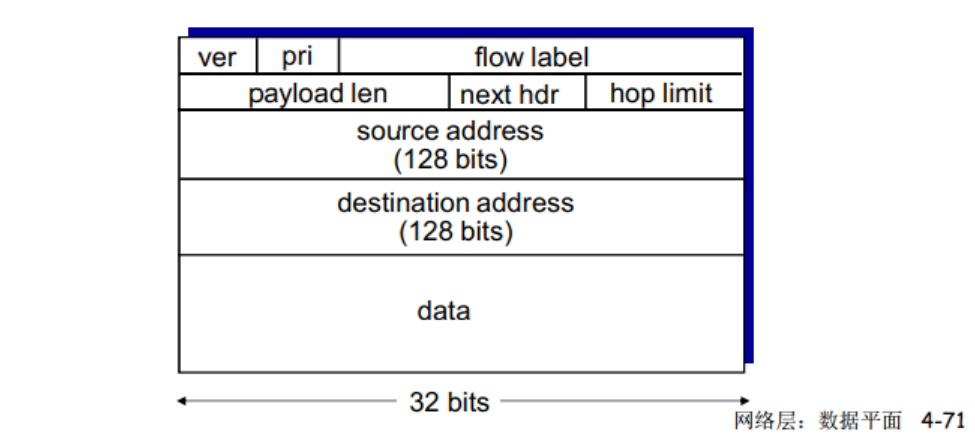 ver pri flow label
payload len next hdr hop limit
source address
(128 bits)
destination address
(128 bits)
data
32 bits
网络层：数据平面 4-71